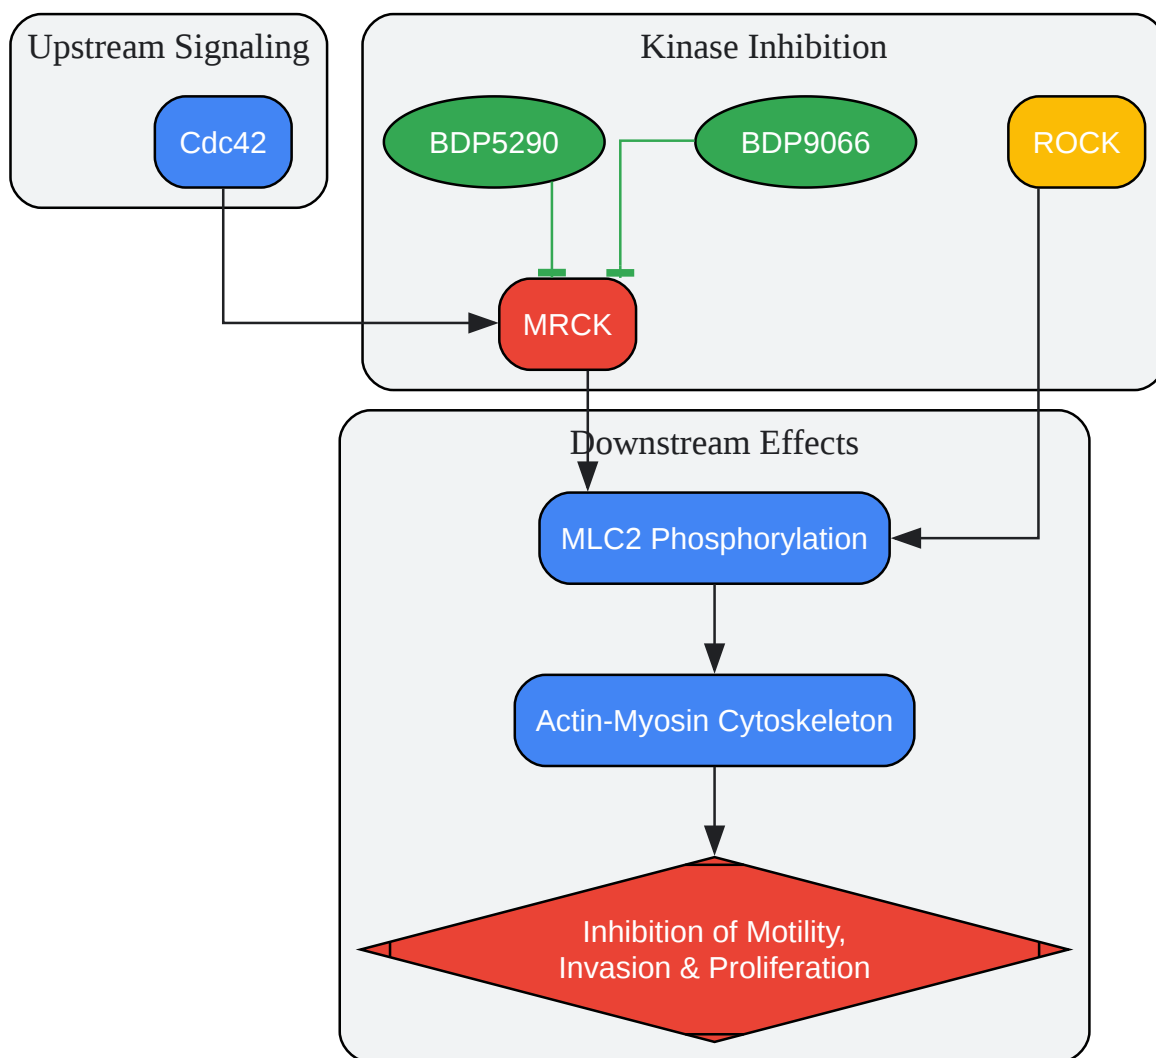 Upstream Signaling
Kinase Inhibition
Cdc42
BDP5290
BDP9066
ROCK
MRCK
Downstream Effects
MLC2 Phosphorylation
Actin-Myosin Cytoskeleton
Inhibition of Motility,
Invasion & Proliferation